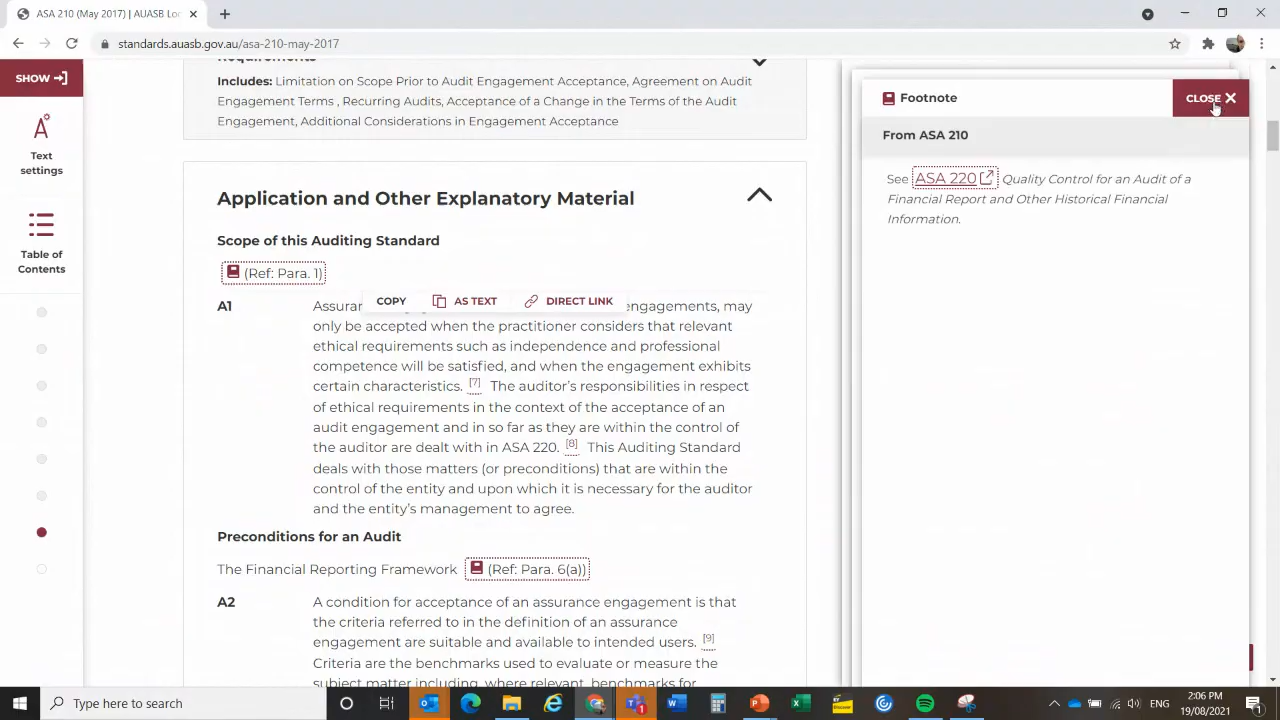 ASA 210 (May 2017) | AUASB Lo
standards.auasb.gov.au/asa-210-may-2017
SHOW
Text
settings
Table of
Contents
Requirements
Includes: Limitation on Scope Prior to Audit Engagement Acceptance, Agreement on Audit
Engagement Terms , Recurring Audits, Acceptance of a Change in the Terms of the Audit
Engagement, Additional Considerations in Engagement Acceptance
Application and Other Explanatory Material
Scope of this Auditing Standard
(Ref: Para. 1)
COPY AS TEXT DIRECT LINK
A1 engagements, may
only be accepted when the practitioner considers that relevant
ethical requirements such as independence and professional
competence will be satisfied, and when the engagement exhibits
certain characteristics. [7] The auditor's responsibilities in respect
of ethical requirements in the context of the acceptance of an
audit engagement and in so far as they are within the control of
the auditor are dealt with in ASA 220. [8] This Auditing Standard
deals with those matters (or preconditions) that are within the
control of the entity and upon which it is necessary for the auditor
and the entity's management to agree.
Preconditions for an Audit
The Financial Reporting Framework (Ref: Para. 6(a))
A2 A condition for acceptance of an assurance engagement is that
the criteria referred to in the definition of an assurance
engagement are suitable and available to intended users. [9]
Criteria are the benchmarks used to evaluate or measure the
subject matter including, where relevant, benchmarks for
Footnote
CLOSE
From ASA 210
See ASA 220 Quality Control for an Audit of a
Financial Report and Other Historical Financial
Information.
Type here to search
ENG
2:06 PM
19/08/2021